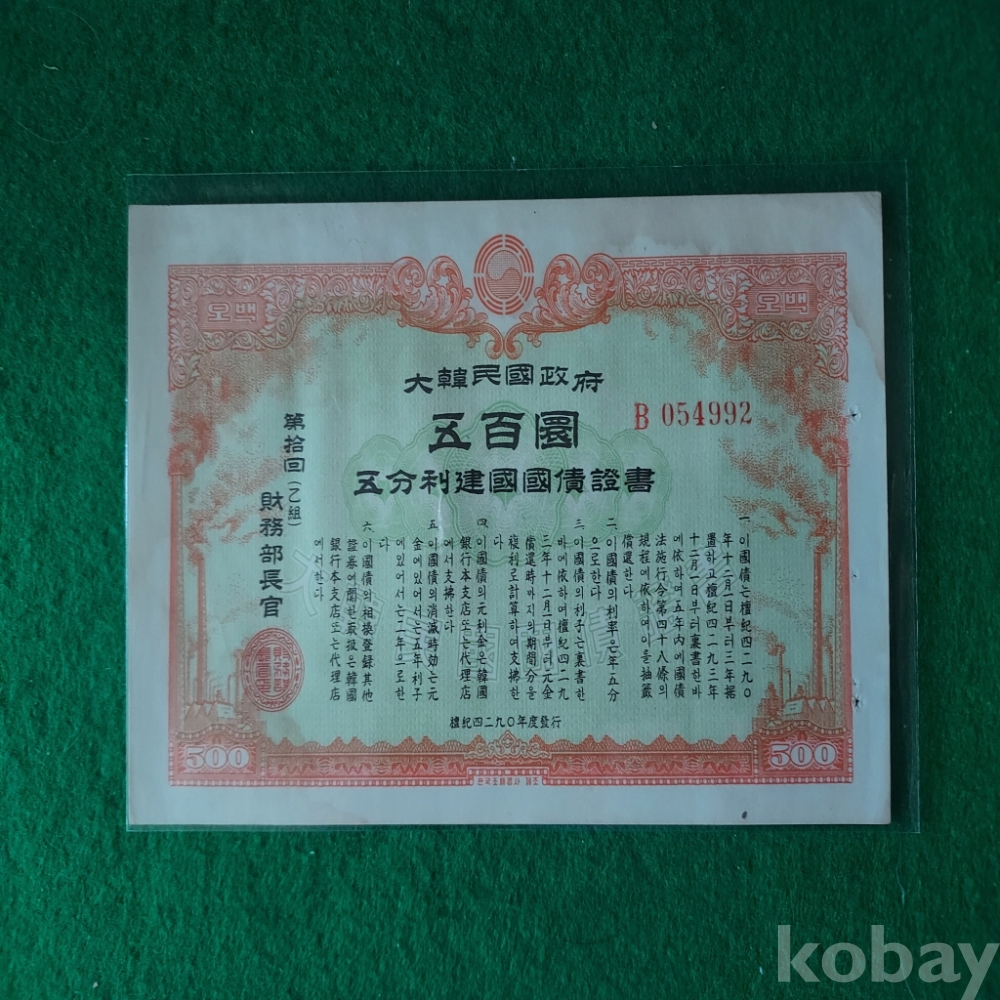 오백
오백
大韓民國政府
五百圜
B 054992
五分利建國國債證書
一、이國債는檀紀四二九〇
年十二月一日부터三年据
置하고檀紀四二九三年
十二月一日부터裏書한바
에依하여五年內에國債
法施行令第四十八條의
規程에依하여이를抽籤
償還한다
二、이國債의利率은年五分
으로한다
三、이國債의利子는裏書한
바에依하여檀紀四二九
三年十二月一日부터元金
償還時까지의期間分을
複利로計算하여支拂한
다
四、이國債의元利金은韓國
銀行本支店또는代理店
에서支拂한다
五、이國債의消滅時効는元
金에있어서는五年利子
에있어서는二年으로한
다
六、이國債의相換登錄其他
證券에關한取扱은韓國
銀行本支店또는代理店
에서한다
第拾回(乙組)
財務部長官
檀紀四二九〇年度發行
500
500
kobay